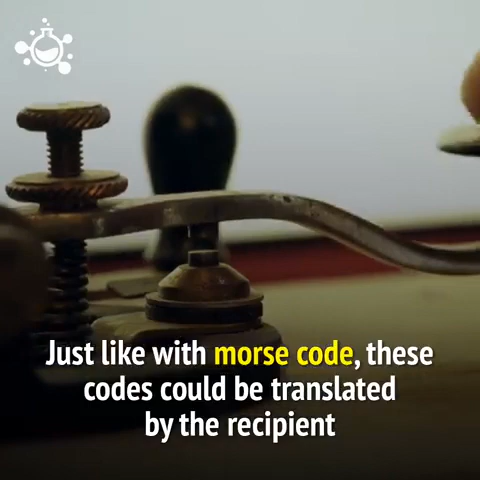 Just like with morse code, these
codes could be translated
by the recipient